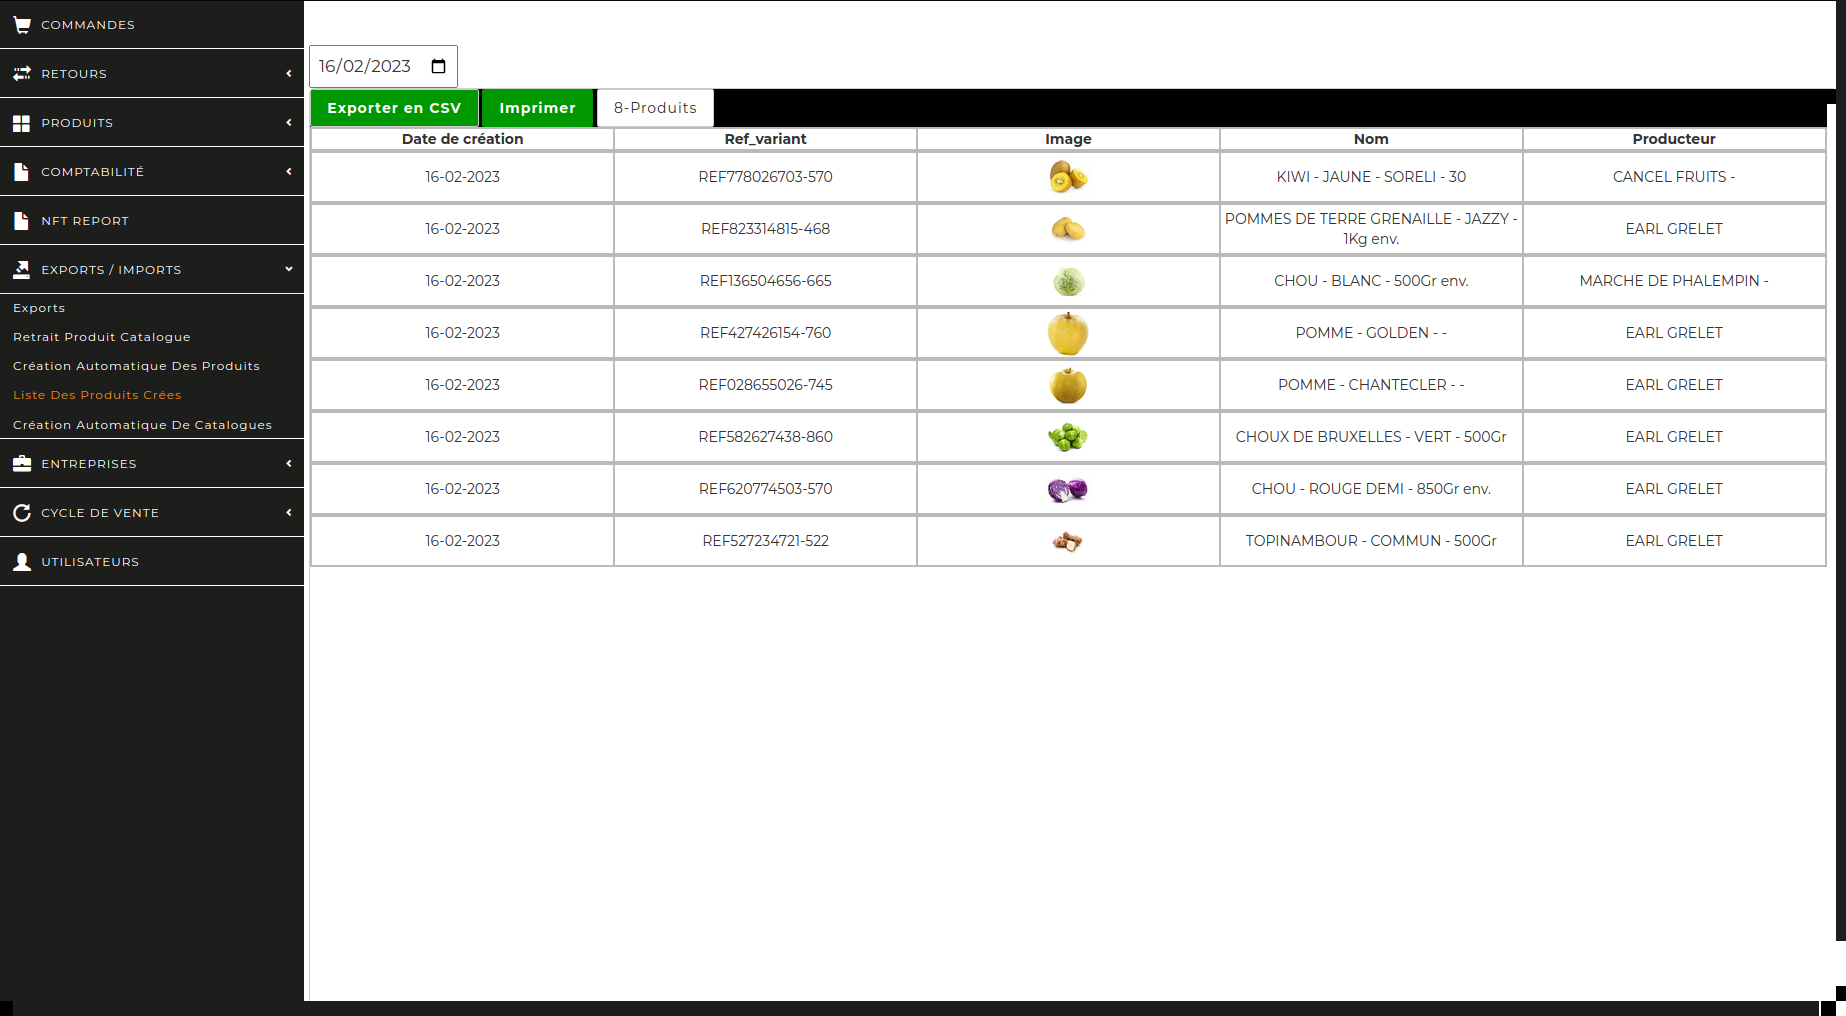 COMMANDES
RETOURS
PRODUITS
COMPTABILITÉ
NFT REPORT
EXPORTS / IMPORTS
Exports
Retrait Produit Catalogue
Création Automatique Des Produits
Liste Des Produits Crées
Création Automatique De Catalogues
ENTREPRISES
CYCLE DE VENTE
UTILISATEURS
16/02/2023
Exporter en CSV Imprimer 8-Produits
Date de création Ref_variant Image Nom Producteur
16-02-2023 REF778026703-570 KIWI - JAUNE - SORELI - 30 CANCEL FRUITS -
16-02-2023 REF823314815-468 POMMES DE TERRE GRENAILLE - JAZZY - EARL GRELET
1Kg env.
16-02-2023 REF136504656-665 CHOU - BLANC - 500Gr env. MARCHE DE PHALEMPIN -
16-02-2023 REF427426154-760 POMME - GOLDEN - - EARL GRELET
16-02-2023 REF028655026-745 POMME - CHANTECLER - - EARL GRELET
16-02-2023 REF582627438-860 CHOUX DE BRUXELLES - VERT - 500Gr EARL GRELET
16-02-2023 REF620774503-570 CHOU - ROUGE DEMI - 850Gr env. EARL GRELET
16-02-2023 REF527234721-522 TOPINAMBOUR - COMMUN - 500Gr EARL GRELET